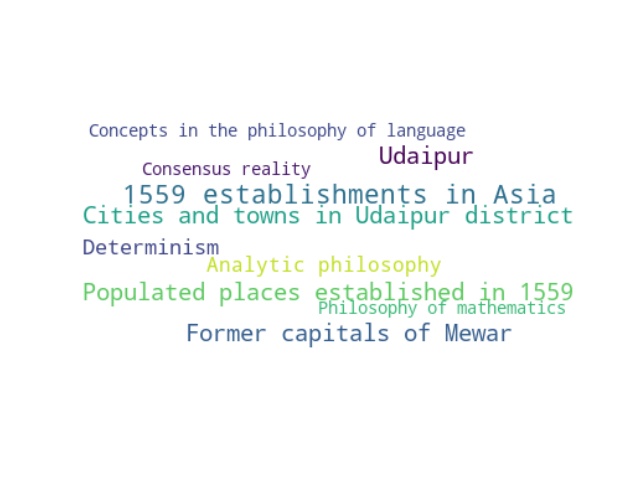 Concepts in the philosophy of language
Udaipur
Consensus reality
1559 establishments in Asia
Cities and towns in Udaipur district
Determinism
Analytic philosophy
Populated places established in 1559
Philosophy of mathematics
Former capitals of Mewar